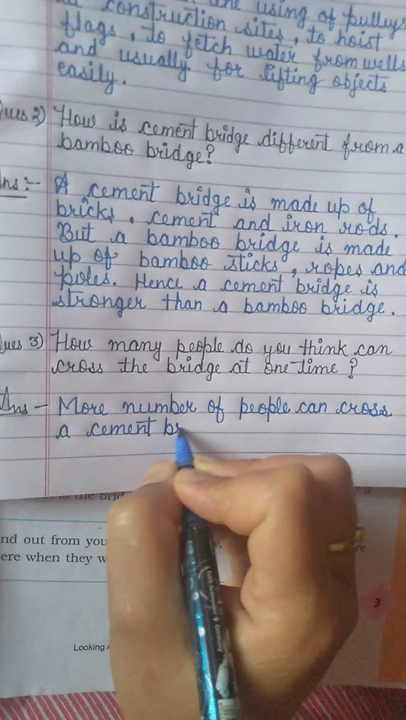 construction sites, to hoist
flags, to fetch water from wells
and usually for lifting objects
easily.
Ques 2) How is cement bridge different from a
bamboo bridge?
Ans:- A cement bridge is made up of
bricks, cement and iron rods.
But a bamboo bridge is made
up of bamboo sticks, ropes and
poles. Hence a cement bridge is
stronger than a bamboo bridge.
Ques 3) How many people do you think can
cross the bridge at one time?
Ans - More number of people can cross
a cement b
nd out from you
ere when they w
3
Looking